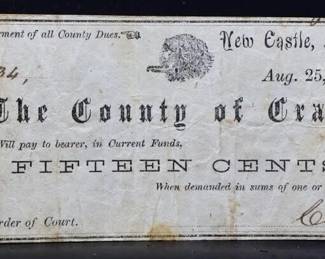 ment of all County Dues.
New Castle,
34,
Aug. 25,
The County of Cra
Will pay to bearer, in Current Funds,
FIFTEEN CENTS
When demanded in sums of one or
rder of Court.